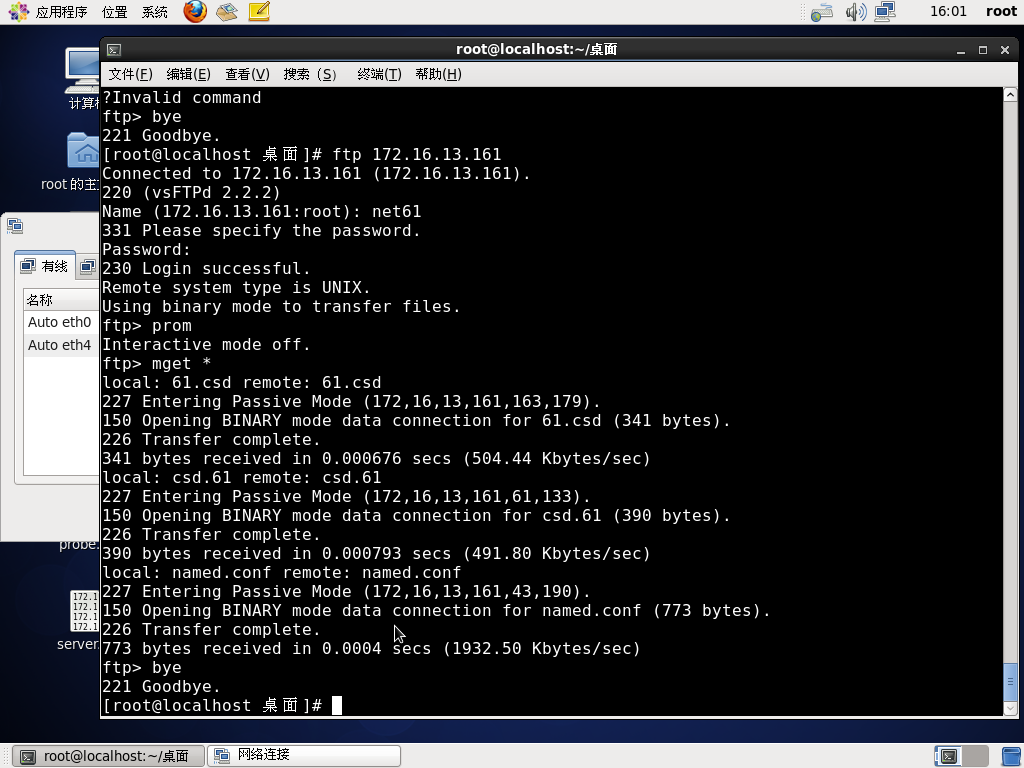 应用程序 位置 系统 16:01 root
root@localhost:~/桌面
文件(F) 编辑(E) 查看(V) 搜索 (S) 终端(T) 帮助(H)
?Invalid command
ftp> bye
221 Goodbye.
[root@localhost 桌面]# ftp 172.16.13.161
Connected to 172.16.13.161 (172.16.13.161).
220 (vsFTPd 2.2.2)
Name (172.16.13.161:root): net61
331 Please specify the password.
Password:
230 Login successful.
Remote system type is UNIX.
Using binary mode to transfer files.
ftp> prom
Interactive mode off.
ftp> mget *
local: 61.csd remote: 61.csd
227 Entering Passive Mode (172,16,13,161,163,179).
150 Opening BINARY mode data connection for 61.csd (341 bytes).
226 Transfer complete.
341 bytes received in 0.000676 secs (504.44 Kbytes/sec)
local: csd.61 remote: csd.61
227 Entering Passive Mode (172,16,13,161,61,133).
150 Opening BINARY mode data connection for csd.61 (390 bytes).
226 Transfer complete.
390 bytes received in 0.000793 secs (491.80 Kbytes/sec)
local: named.conf remote: named.conf
227 Entering Passive Mode (172,16,13,161,43,190).
150 Opening BINARY mode data connection for named.conf (773 bytes).
226 Transfer complete.
773 bytes received in 0.0004 secs (1932.50 Kbytes/sec)
ftp> bye
221 Goodbye.
[root@localhost 桌面]#
计算
root 的主
有线
名称
Auto eth0
Auto eth4
probe.
172.1
172.1
172.1
172.1
server.
root@localhost:~/桌面 网络连接